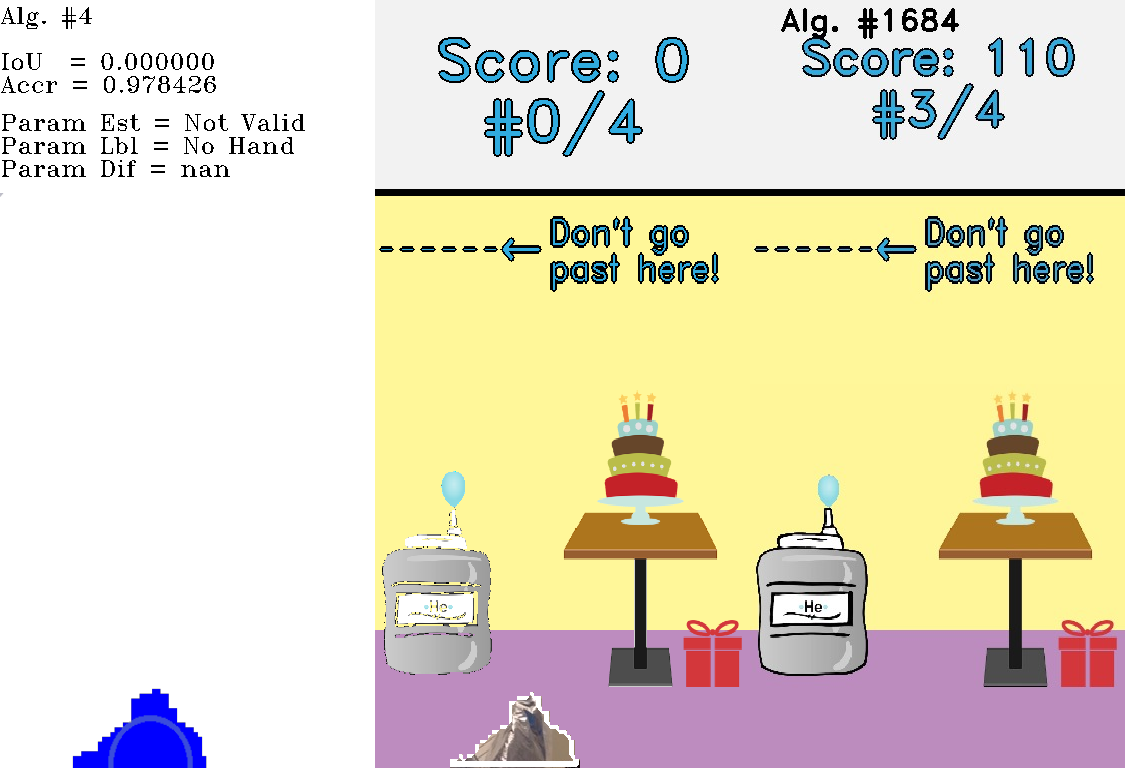 Alg. #4
IoU = 0.000000
Accr = 0.978426
Param Est = Not Valid
Param Lbl = No Hand
Param Dif = nan
Score: 0
#0/4
Don't go
past here!
He
Alg. #1684
Score: 110
#3/4
Don't go
past here!
He